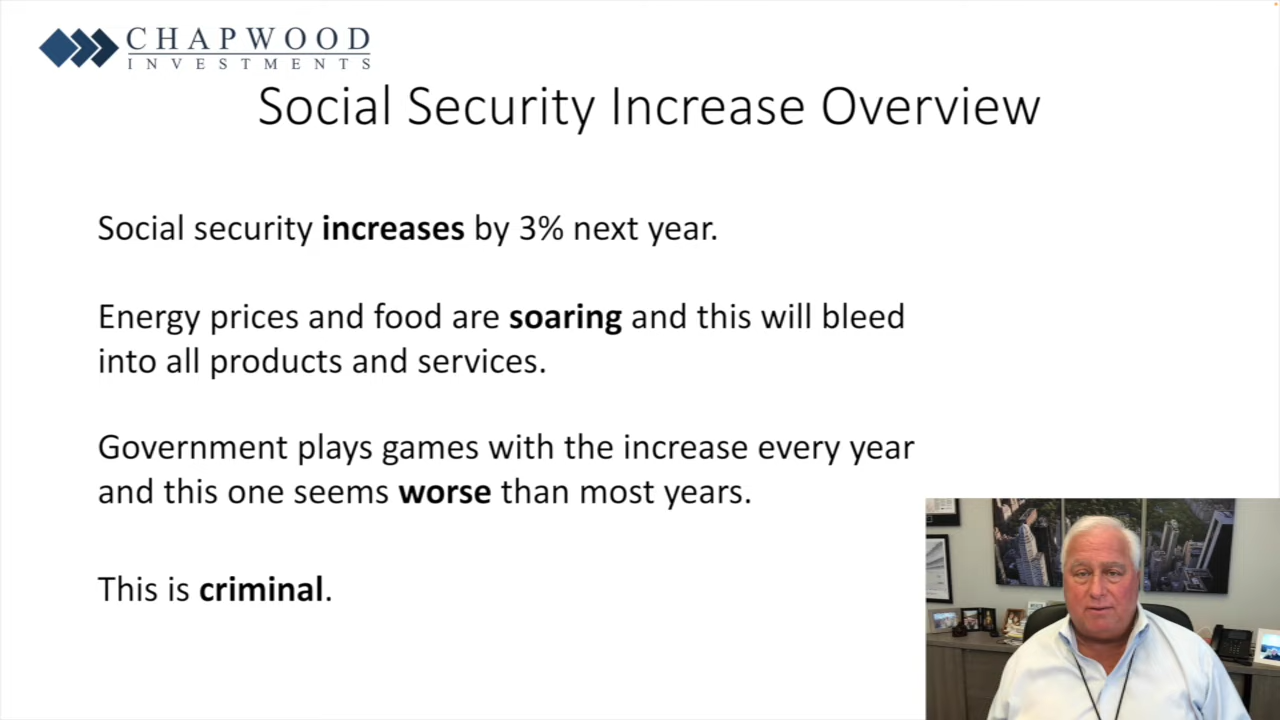 CHAPWOOD
INVESTMENTS
Social Security Increase Overview
Social security increases by 3% next year.
Energy prices and food are soaring and this will bleed
into all products and services.
Government plays games with the increase every year
and this one seems worse than most years.
This is criminal.